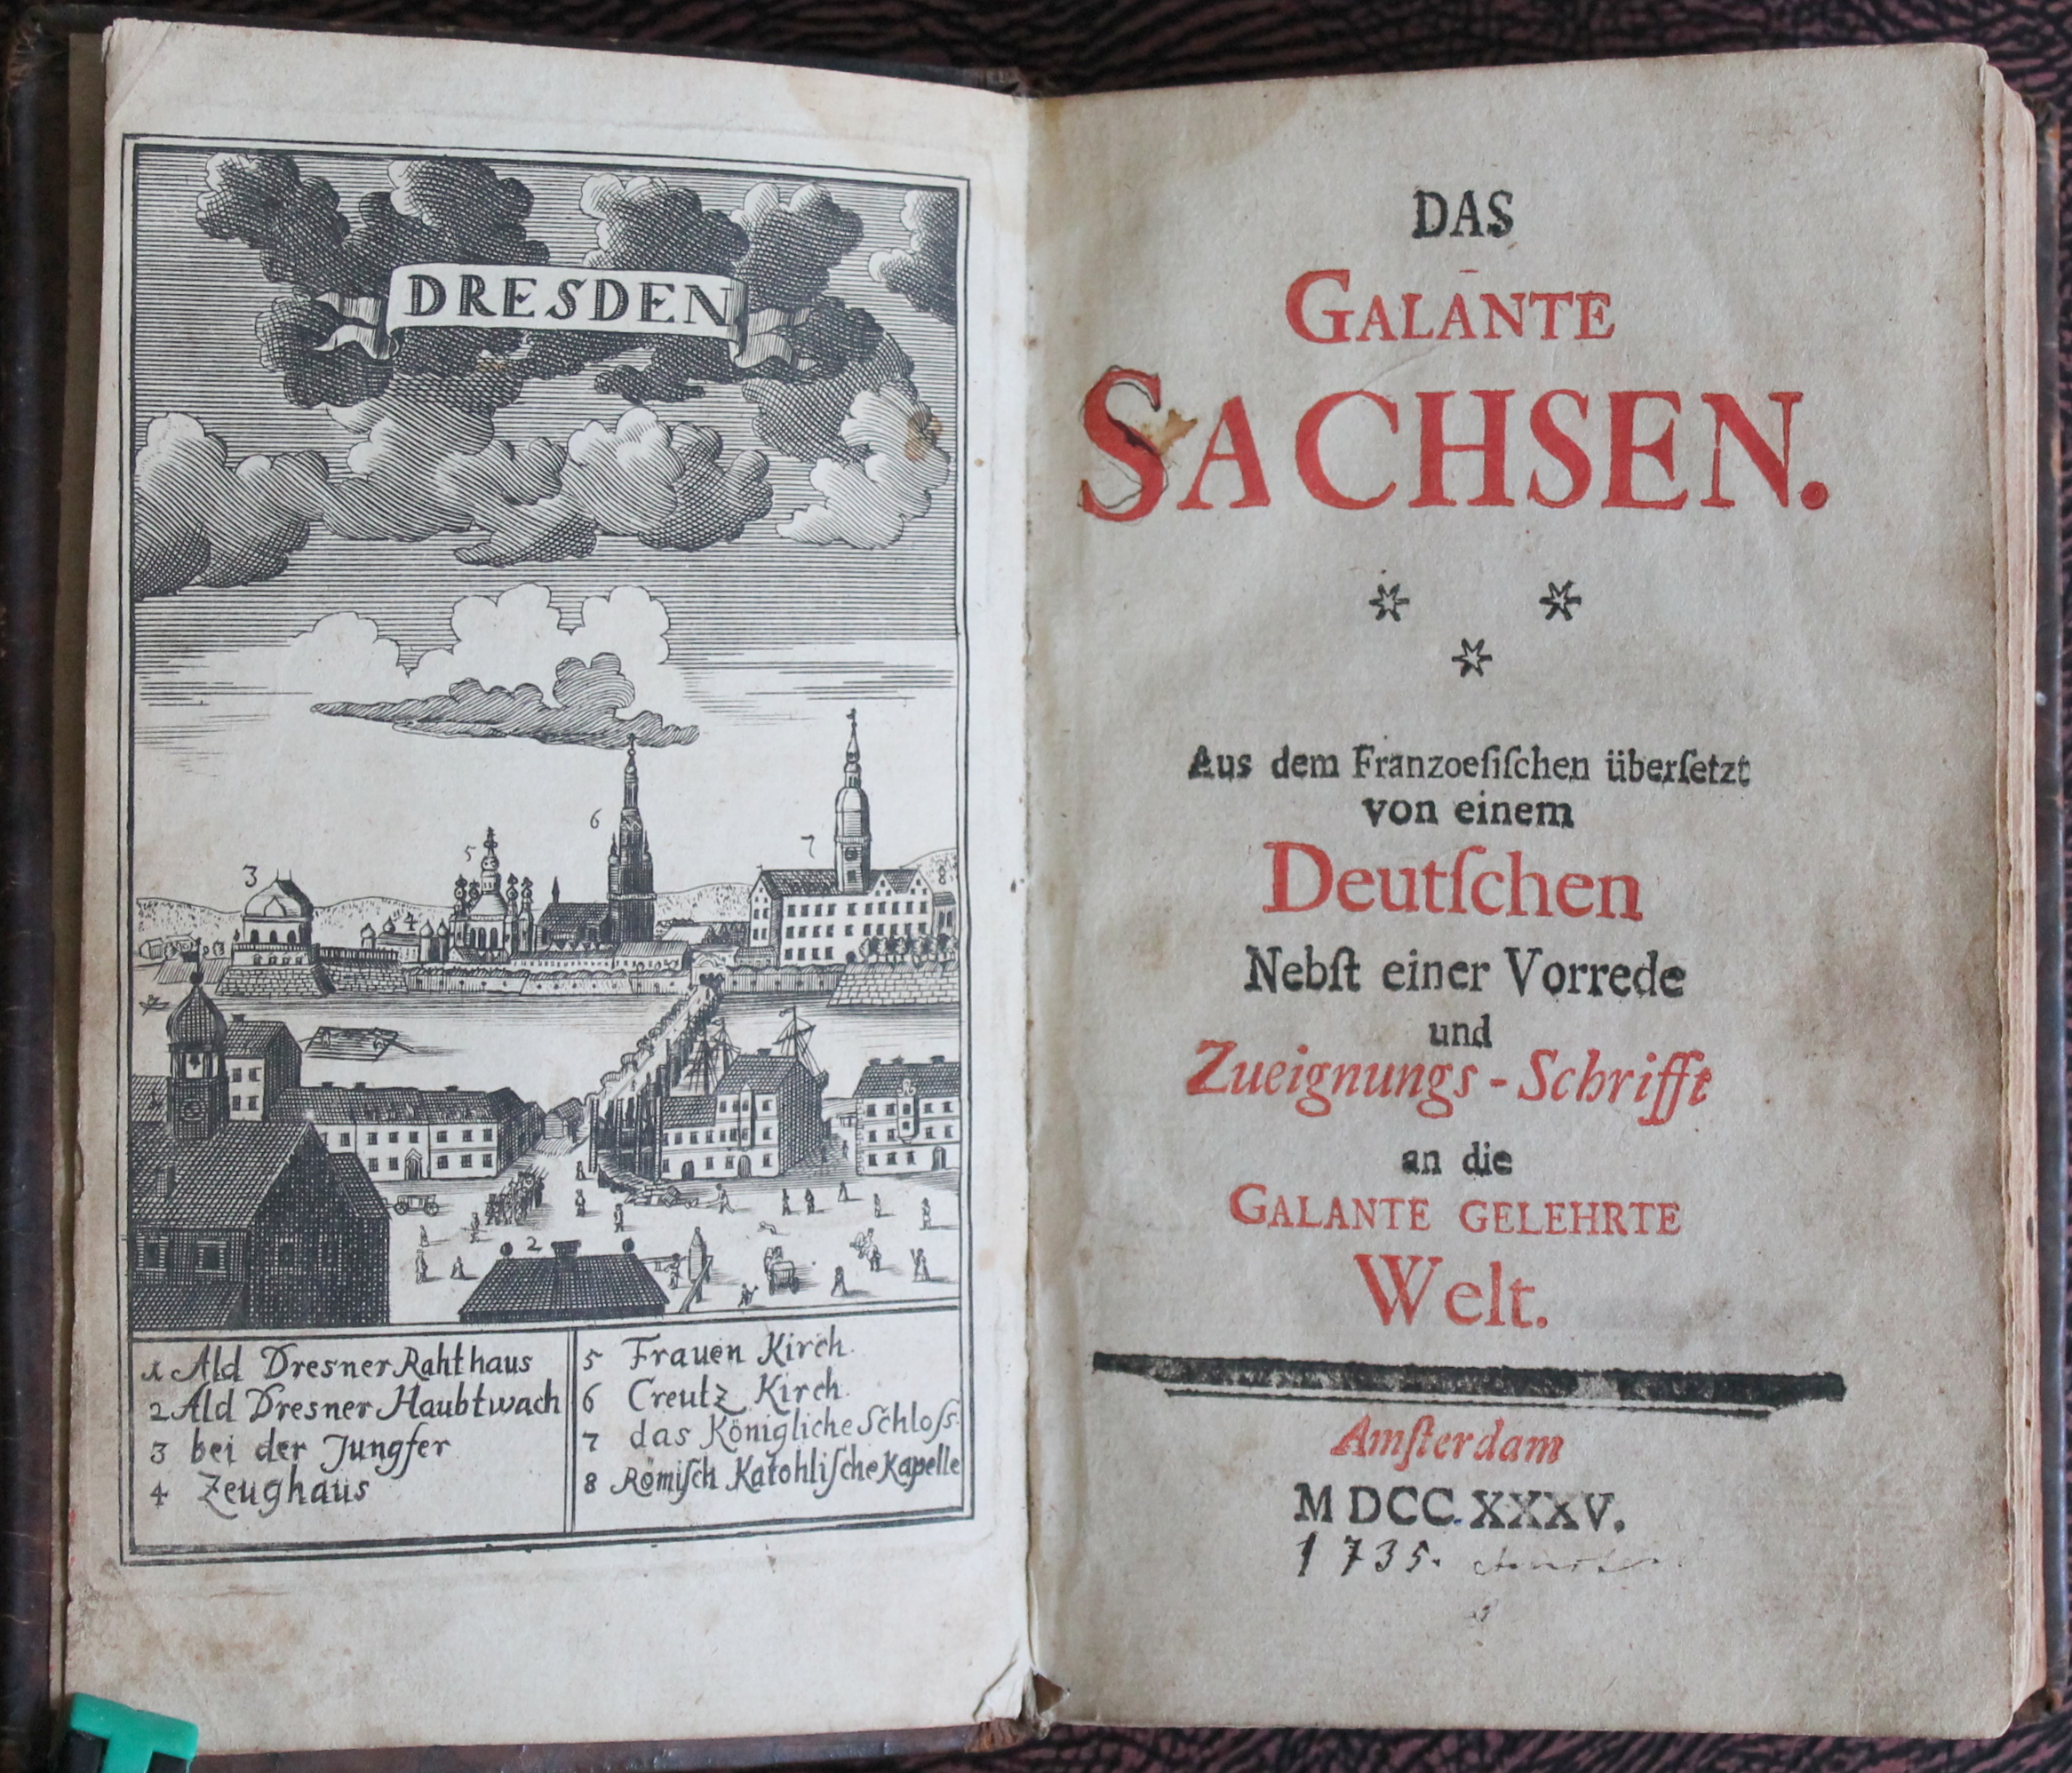 DRESDEN
3
4
5
6
7
8
1
2
1 Ald Dresner Rahthaus
2 Ald Dresner Haubtwach
3 bei der Jungfer
4 Zeughaus
5 Frauen Kirch.
6 Creutz Kirch.
7 das Königliche Schloſs
8 Römiſch Katohliſche Kapelle
DAS
GALANTE
SACHSEN.
Aus dem Franzoeſiſchen überſetzt
von einem
Deutſchen
Nebſt einer Vorrede
und
Zueignungs-Schrifft
an die
GALANTE GELEHRTE
Welt.
Amſterdam
MDCC.XXXV.
1735.